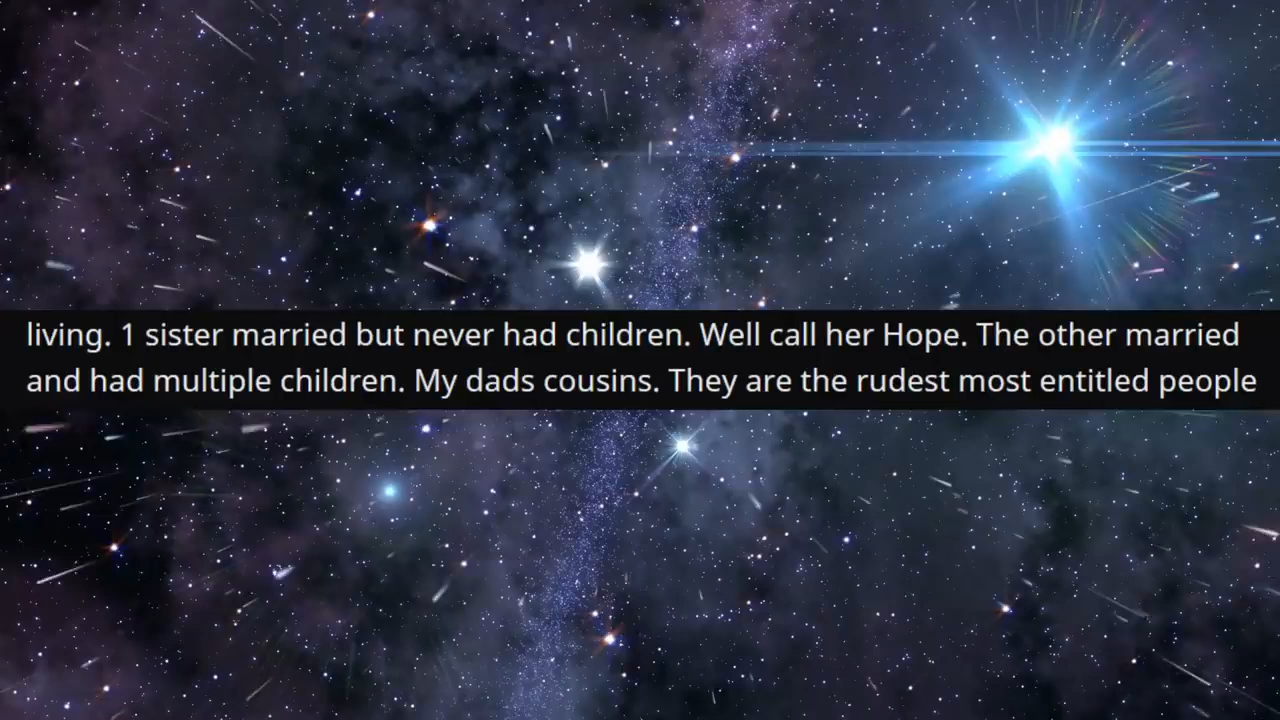 living. 1 sister married but never had children. Well call her Hope. The other married
and had multiple children. My dads cousins. They are the rudest most entitled people